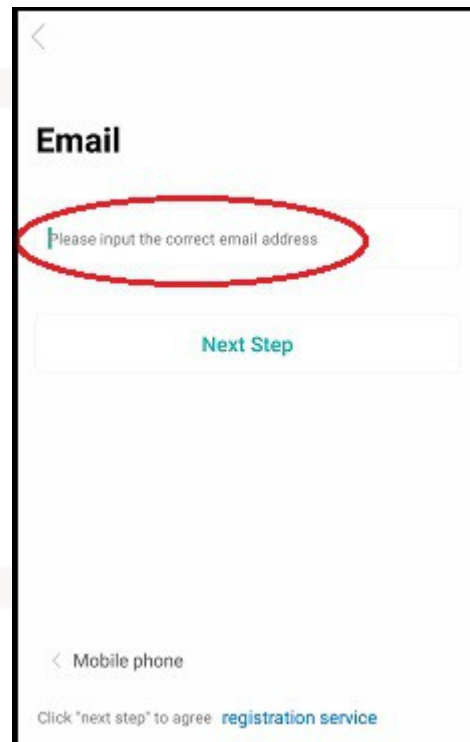 Email
Please input the correct email address
Next Step
Mobile phone
Click "next step" to agree registration service